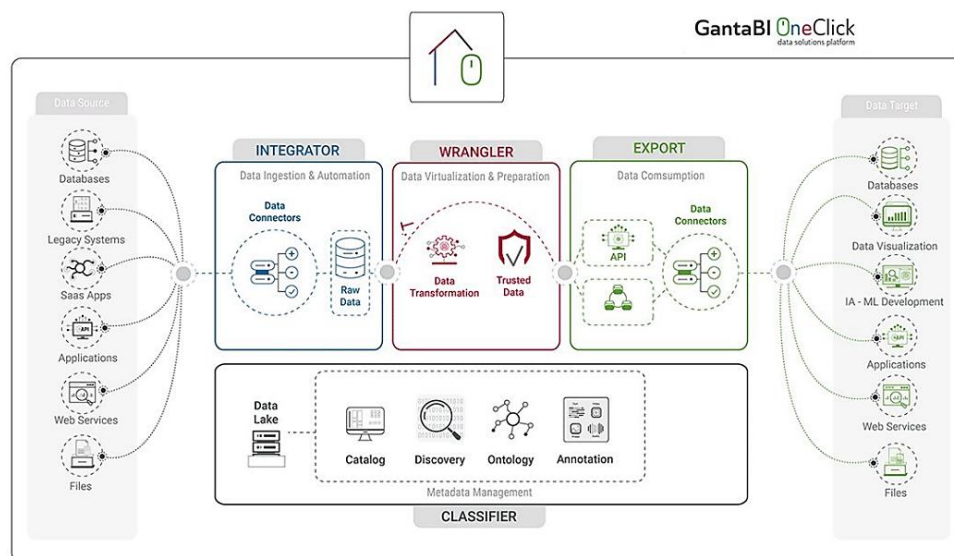 GantaBI OneClick
data solutions platform
Data Source
Databases
Legacy Systems
Saas Apps
API
Applications
Web Services
Files
INTEGRATOR
Data Ingestion & Automation
Data
Connectors
Raw
Data
WRANGLER
Data Virtualization & Preparation
T
Data
Transformation
Trusted
Data
EXPORT
Data Comsumption
API
Data
Connectors
Data Target
Databases
Data Visualization
IA - ML Development
API
Applications
Web Services
Files
Data
Lake
Catalog
Discovery
Ontology
Annotation
Metadata Management
CLASSIFIER